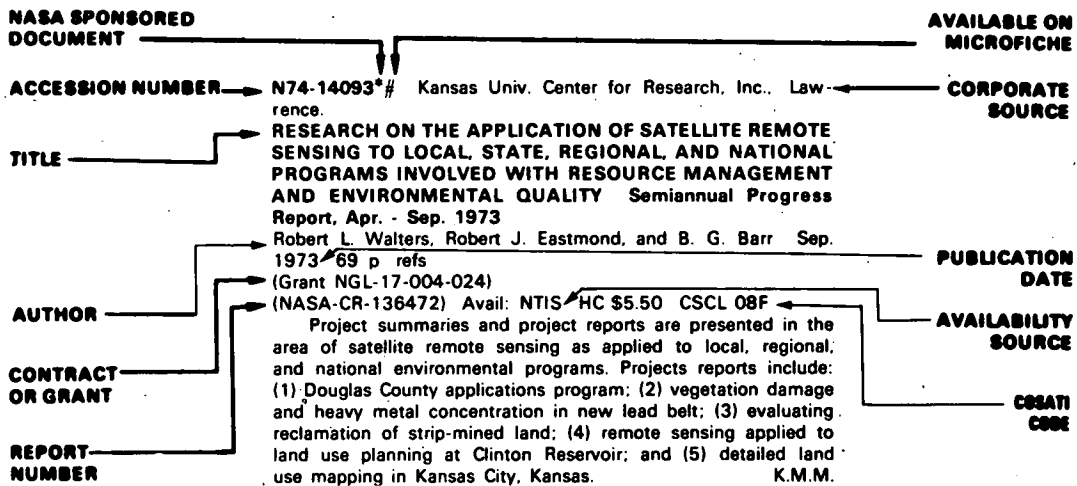 NASA SPONSORED
DOCUMENT
AVAILABLE ON
MICROFICHE
ACCESSION NUMBER
N74-14093*# Kansas Univ. Center for Research, Inc., Law-
rence.
CORPORATE
SOURCE
TITLE
RESEARCH ON THE APPLICATION OF SATELLITE REMOTE
SENSING TO LOCAL, STATE, REGIONAL, AND NATIONAL
PROGRAMS INVOLVED WITH RESOURCE MANAGEMENT
AND ENVIRONMENTAL QUALITY Semiannual Progress
Report, Apr. - Sep. 1973
AUTHOR
Robert L. Walters, Robert J. Eastmond, and B. G. Barr Sep.
1973 69 p refs
PUBLICATION
DATE
CONTRACT
OR GRANT
(Grant NGL-17-004-024)
REPORT
NUMBER
(NASA-CR-136472) Avail: NTIS HC $5.50 CSCL 08F
AVAILABILITY
SOURCE
COSATI
CODE
Project summaries and project reports are presented in the
area of satellite remote sensing as applied to local, regional,
and national environmental programs. Projects reports include:
(1) Douglas County applications program; (2) vegetation damage
and heavy metal concentration in new lead belt; (3) evaluating
reclamation of strip-mined land; (4) remote sensing applied to
land use planning at Clinton Reservoir; and (5) detailed land
use mapping in Kansas City, Kansas. K.M.M.